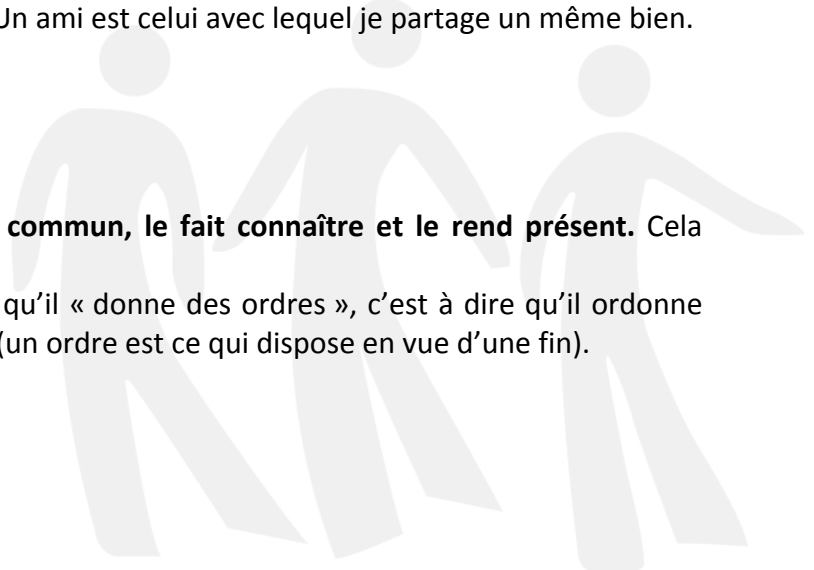 Un ami est celui avec lequel je partage un même bien.
commun, le fait connaître et le rend présent. Cela
qu’il « donne des ordres », c’est à dire qu’il ordonne
(un ordre est ce qui dispose en vue d’une fin).